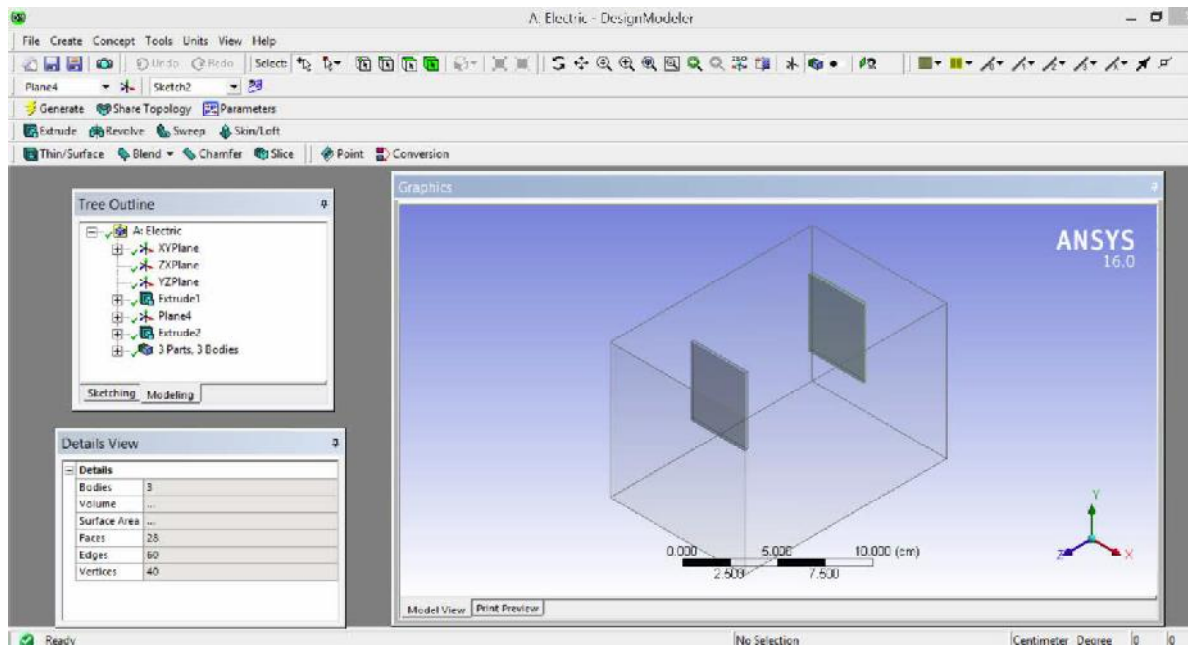 A: Electric - DesignModeler
File Create Concept Tools Units View Help
Undo Redo Select:
Plane4 Sketch2
Generate Share Topology Parameters
Extrude Revolve Sweep Skin/Loft
Thin/Surface Blend Chamfer Slice Point Conversion
Tree Outline
A: Electric
XYPlane
ZXPlane
YZPlane
Extrude1
Plane4
Extrude2
3 Parts, 3 Bodies
Sketching Modeling
Details View
Details
Bodies 3
Volume ...
Surface Area ...
Faces 28
Edges 60
Vertices 40
Graphics
ANSYS
16.0
Y
Z X
0.000 5.000 10.000 (cm)
2.500 7.500
Model View Print Preview
Ready No Selection Centimeter Degree 0 0